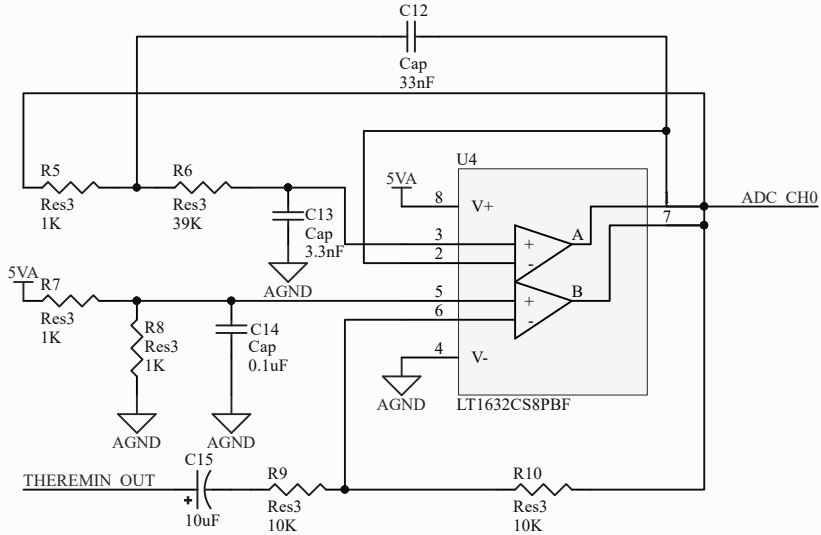 C12
Cap
33nF
R5
Res3
1K
R6
Res3
39K
C13
Cap
3.3nF
AGND
U4
5VA
8
V+
3
2
+
-
A
1
7
ADC_CH0
5VA
R7
Res3
1K
R8
Res3
1K
C14
Cap
0.1uF
5
6
+
-
B
4
V-
AGND
LT1632CS8PBF
AGND
AGND
THEREMIN_OUT
C15
+
10uF
R9
Res3
10K
R10
Res3
10K